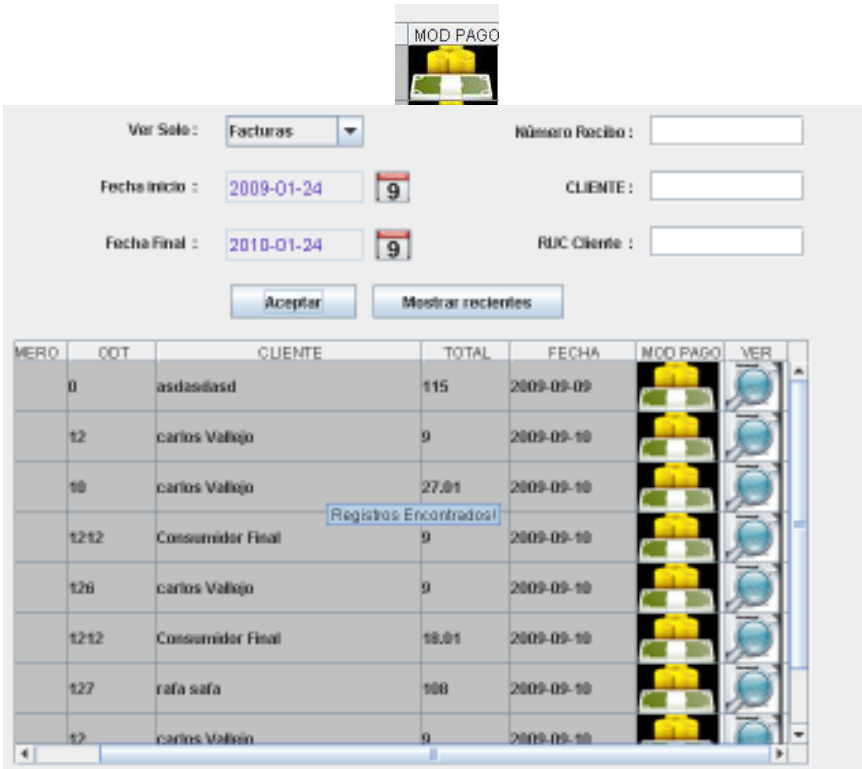 MOD PAGO
Ver Solo : Facturas Número Recibo :
Fecha inicio : 2009-01-24 9 CLIENTE :
Fecha Final : 2010-01-24 9 RUC Cliente :
Aceptar Mostrar recientes
MERO ODT CLIENTE TOTAL FECHA MOD PAGO VER
0 asdasdasd 115 2009-09-09
12 carlos Vallejo 9 2009-09-10
10 carlos Vallejo 27.01 2009-09-10
Registros Encontrados!
1212 Consumidor Final 9 2009-09-10
126 carlos Vallejo 9 2009-09-10
1212 Consumidor Final 18.01 2009-09-10
127 rafa safa 108 2009-09-10
12 carlos Vallejo 9 2009-09-10